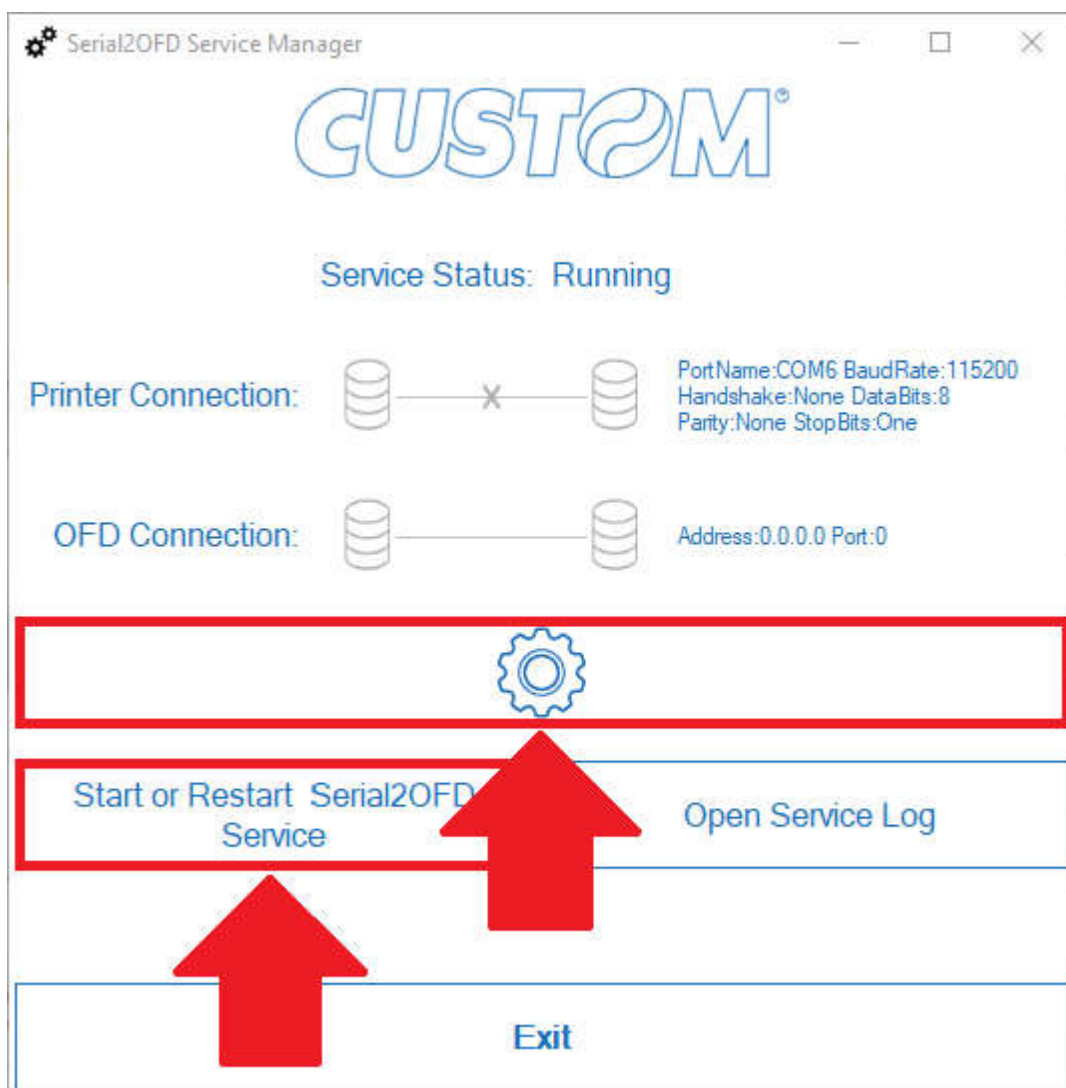 Serial2OFD Service Manager
CUSTOM®
Service Status: Running
Printer Connection:
X
PortName:COM6 BaudRate:115200
Handshake:None DataBits:8
Parity:None StopBits:One
OFD Connection:
Address:0.0.0.0 Port:0
Start or Restart Serial2OFD
Service
Open Service Log
Exit